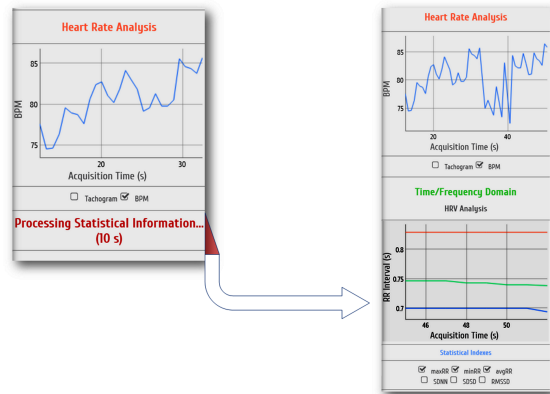 Heart Rate Analysis
85
80
75
BPM
20
30
Acquisition Time (s)
Tachogram
BPM
Processing Statistical Information...
(10 s)
Heart Rate Analysis
85
80
75
BPM
20
40
Acquisition Time (s)
Tachogram
BPM
Time/Frequency Domain
HRV Analysis
0.8
0.75
0.7
RR Interval (s)
46
48
50
Acquisition Time (s)
Statistical Indexes
maxRR minRR avgRR
SDNN SDSD RMSSD